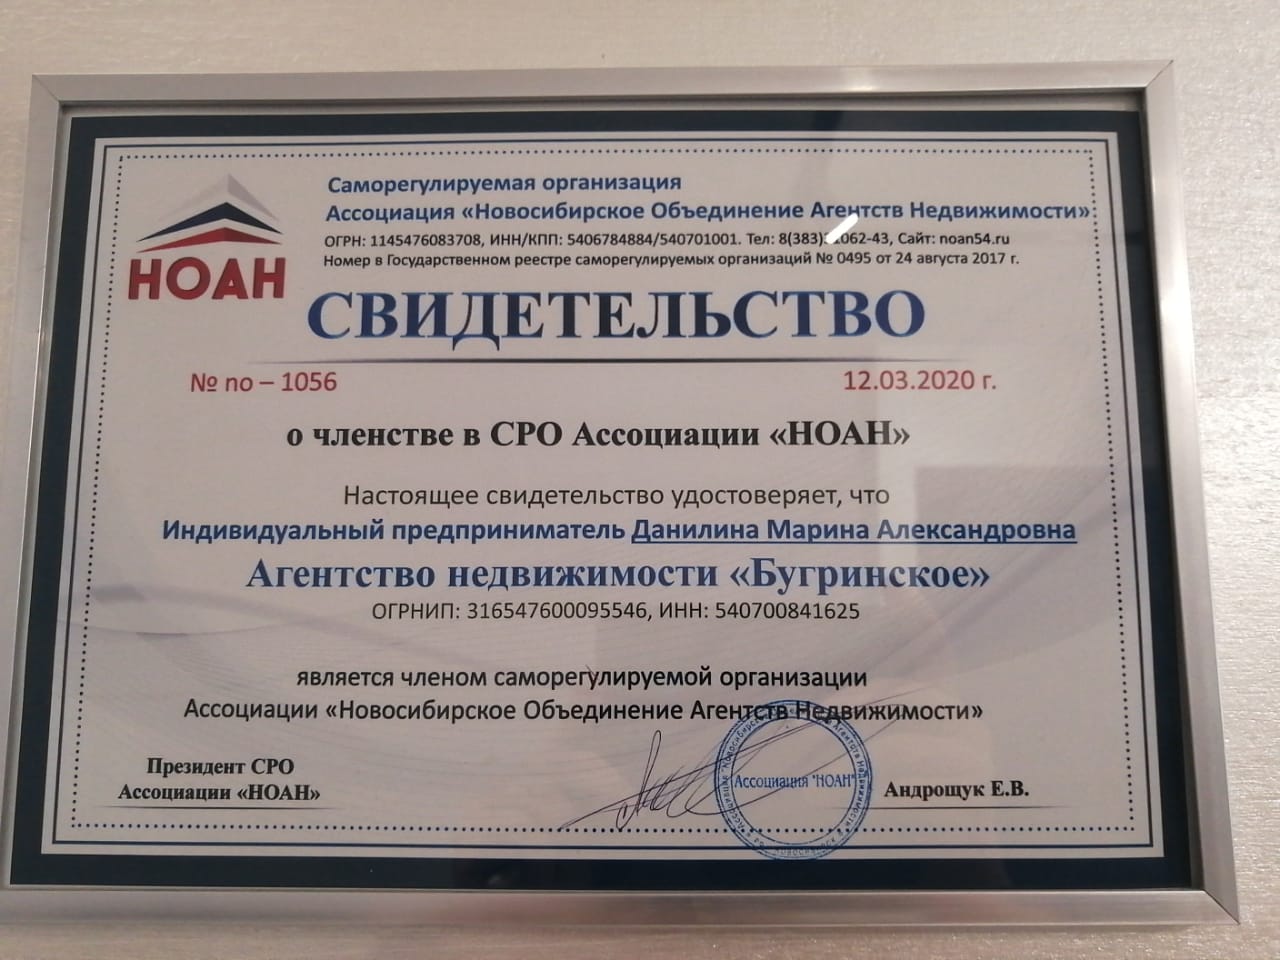 НОАН
Саморегулируемая организация
Ассоциация «Новосибирское Объединение Агентств Недвижимости»
ОГРН: 1145476083708, ИНН/КПП: 5406784884/540701001. Тел: 8(383) 062-43, Сайт: noan54.ru
Номер в Государственном реестре саморегулируемых организаций № 0495 от 24 августа 2017 г.
СВИДЕТЕЛЬСТВО
№ по – 1056
12.03.2020 г.
о членстве в СРО Ассоциации «НОАН»
Настоящее свидетельство удостоверяет, что
Индивидуальный предприниматель Данилина Марина Александровна
Агентство недвижимости «Бугринское»
ОГРНИП: 316547600095546, ИНН: 540700841625
является членом саморегулируемой организации
Ассоциации «Новосибирское Объединение Агентств Недвижимости»
Президент СРО
Ассоциации «НОАН»
Ассоциация "НОАН"
Андрощук Е.В.